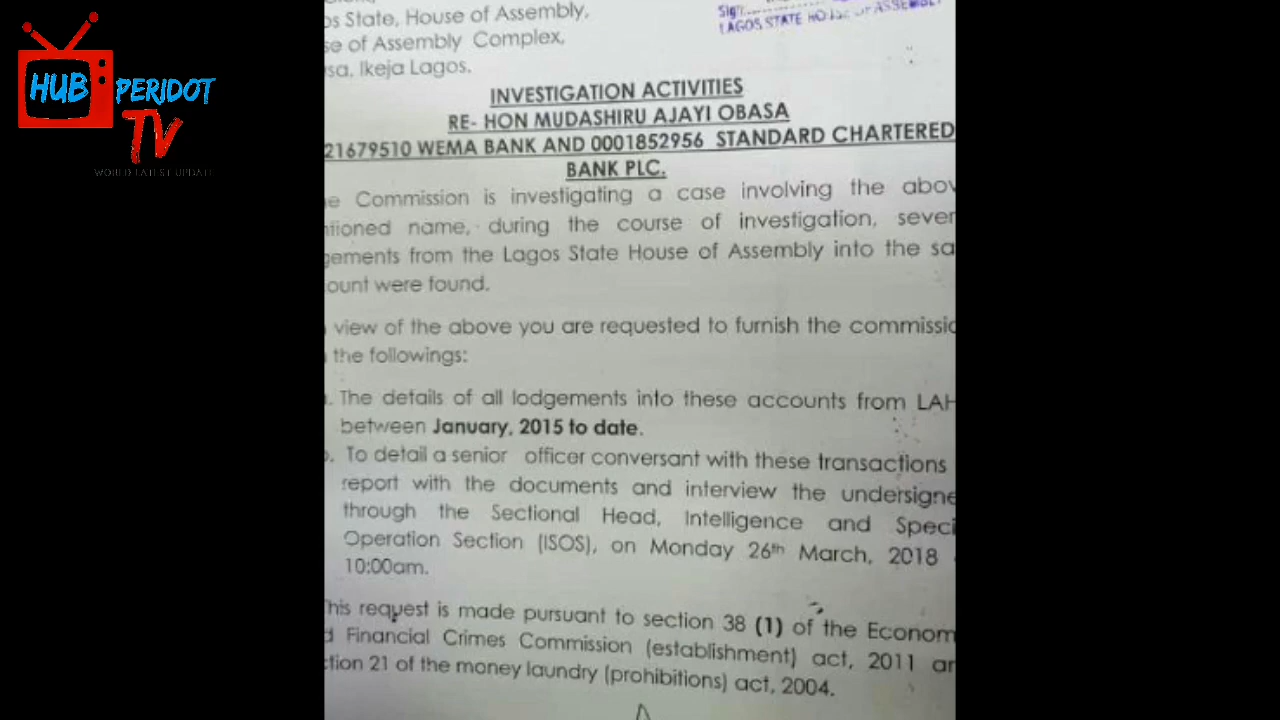 HUB PERIDOT
TV
WORLD LATEST UPDATE
Sign
LAGOS STATE HOUSE OF ASSEMBLY
os State, House of Assembly,
se of Assembly Complex,
sa, Ikeja Lagos.
INVESTIGATION ACTIVITIES
RE- HON MUDASHIRU AJAYI OBASA
21679510 WEMA BANK AND 0001852956 STANDARD CHARTERED
BANK PLC.
e Commission is investigating a case involving the abov
tioned name, during the course of investigation, sever
gements from the Lagos State House of Assembly into the sa
ount were found.
view of the above you are requested to furnish the commissio
the followings:
. The details of all lodgements into these accounts from LAH
between January, 2015 to date.
b. To detail a senior officer conversant with these transactions
report with the documents and interview the undersigne
through the Sectional Head, Intelligence and Speci
Operation Section (ISOS), on Monday 26th March, 2018
10:00am.
This request is made pursuant to section 38 (1) of the Econom
d Financial Crimes Commission (establishment) act, 2011 an
ction 21 of the money laundry (prohibitions) act, 2004.